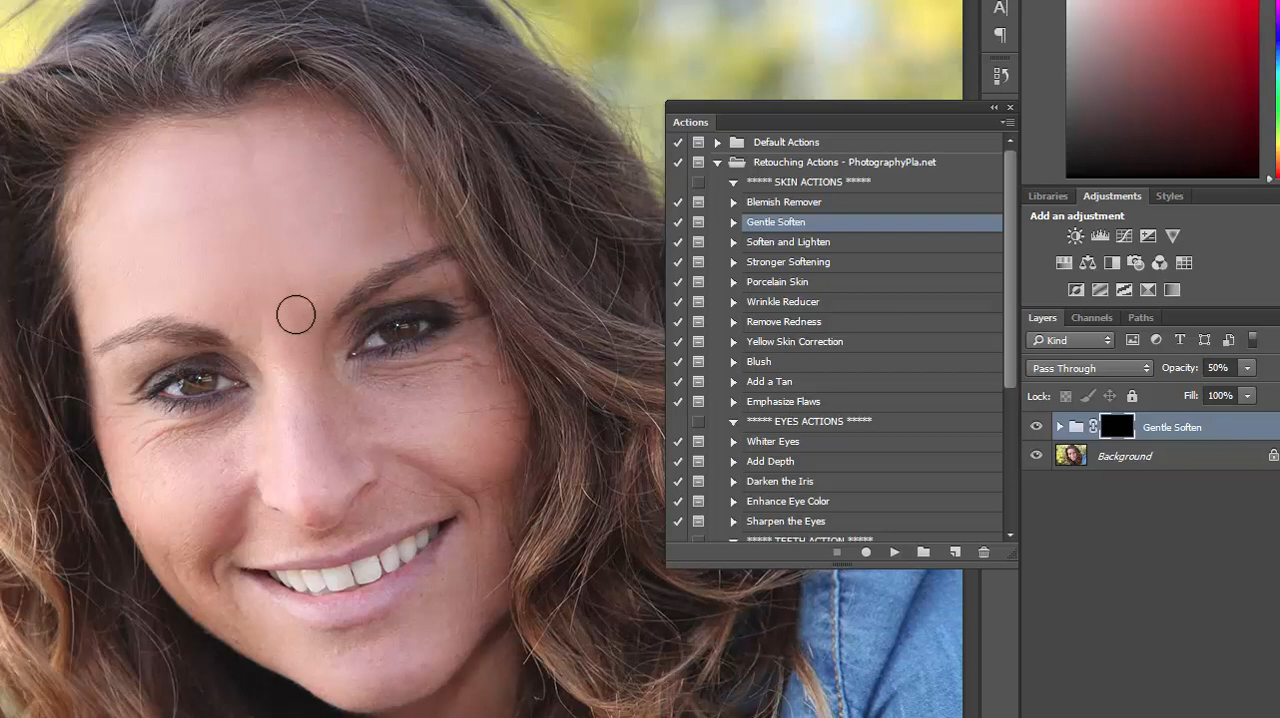 A|
Actions
Default Actions
Retouching Actions - PhotographyPla.net
***** SKIN ACTIONS *****
Blemish Remover
Gentle Soften
Soften and Lighten
Stronger Softening
Porcelain Skin
Wrinkle Reducer
Remove Redness
Yellow Skin Correction
Blush
Add a Tan
Emphasize Flaws
***** EYES ACTIONS *****
Whiter Eyes
Add Depth
Darken the Iris
Enhance Eye Color
Sharpen the Eyes
***** TEETH ACTION *****
Libraries Adjustments Styles
Add an adjustment
Layers Channels Paths
Kind
Pass Through Opacity: 50%
Lock: Fill: 100%
Gentle Soften
Background